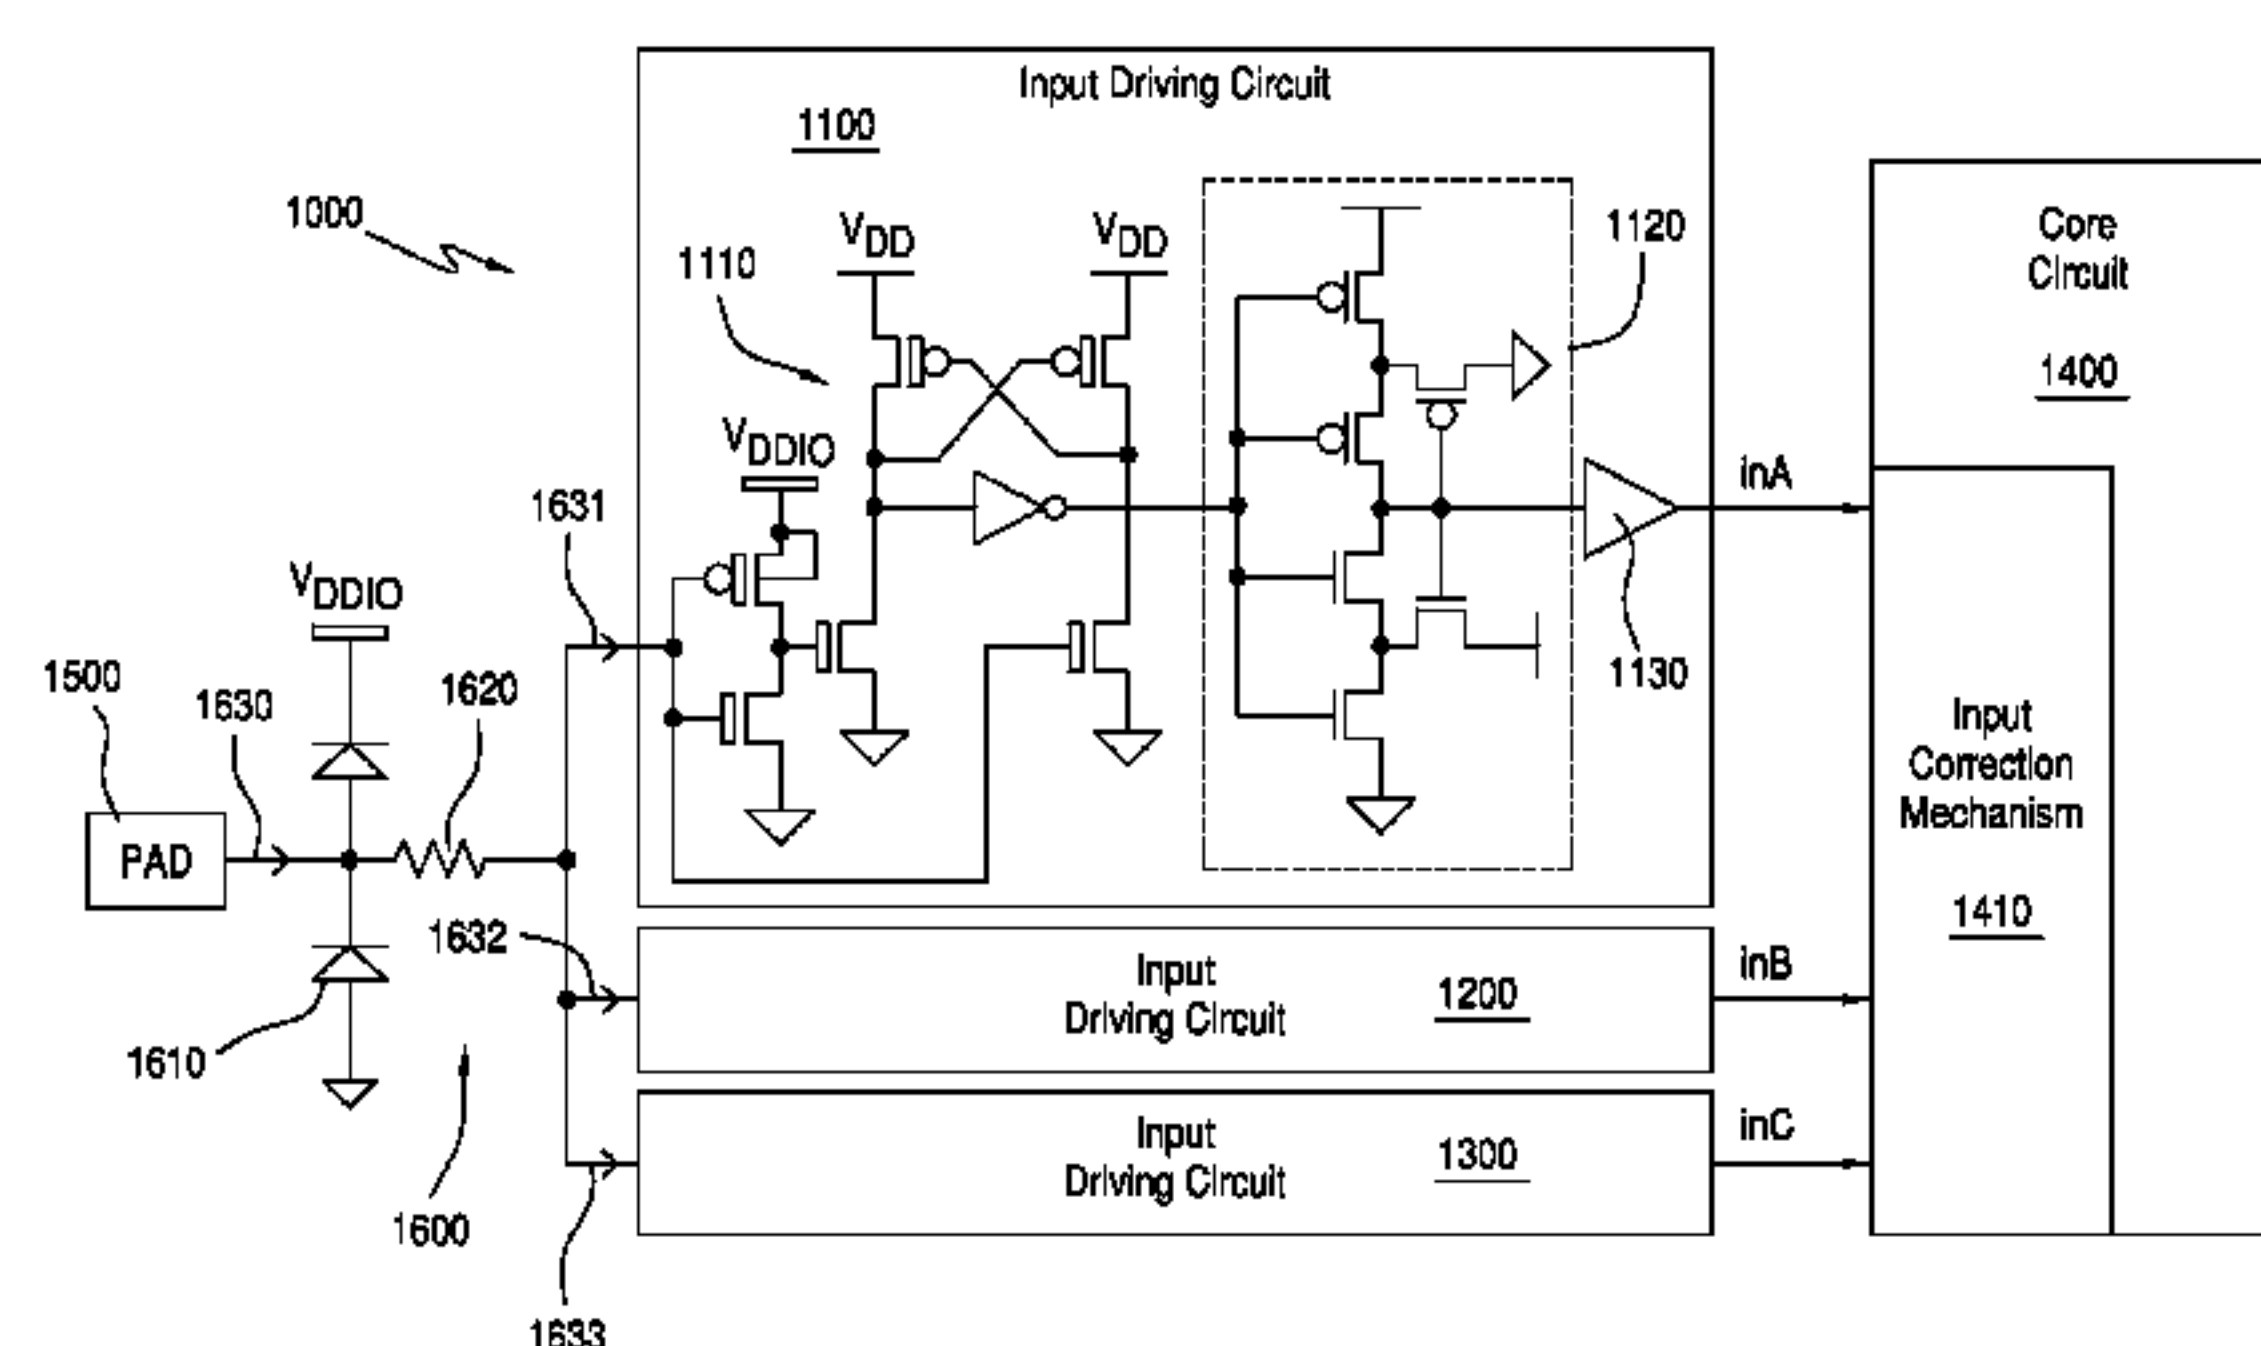 Input Driving Circuit
1100
1000
1110
VDD
VDD
1120
Core
Circuit
1400
VDDIO
1631
inA
VDDIO
1500
1630
1620
1130
PAD
Input
Correction
Mechanism
1410
1632
Input
Driving Circuit
1200
inB
1610
Input
Driving Circuit
1300
inC
1600
1633